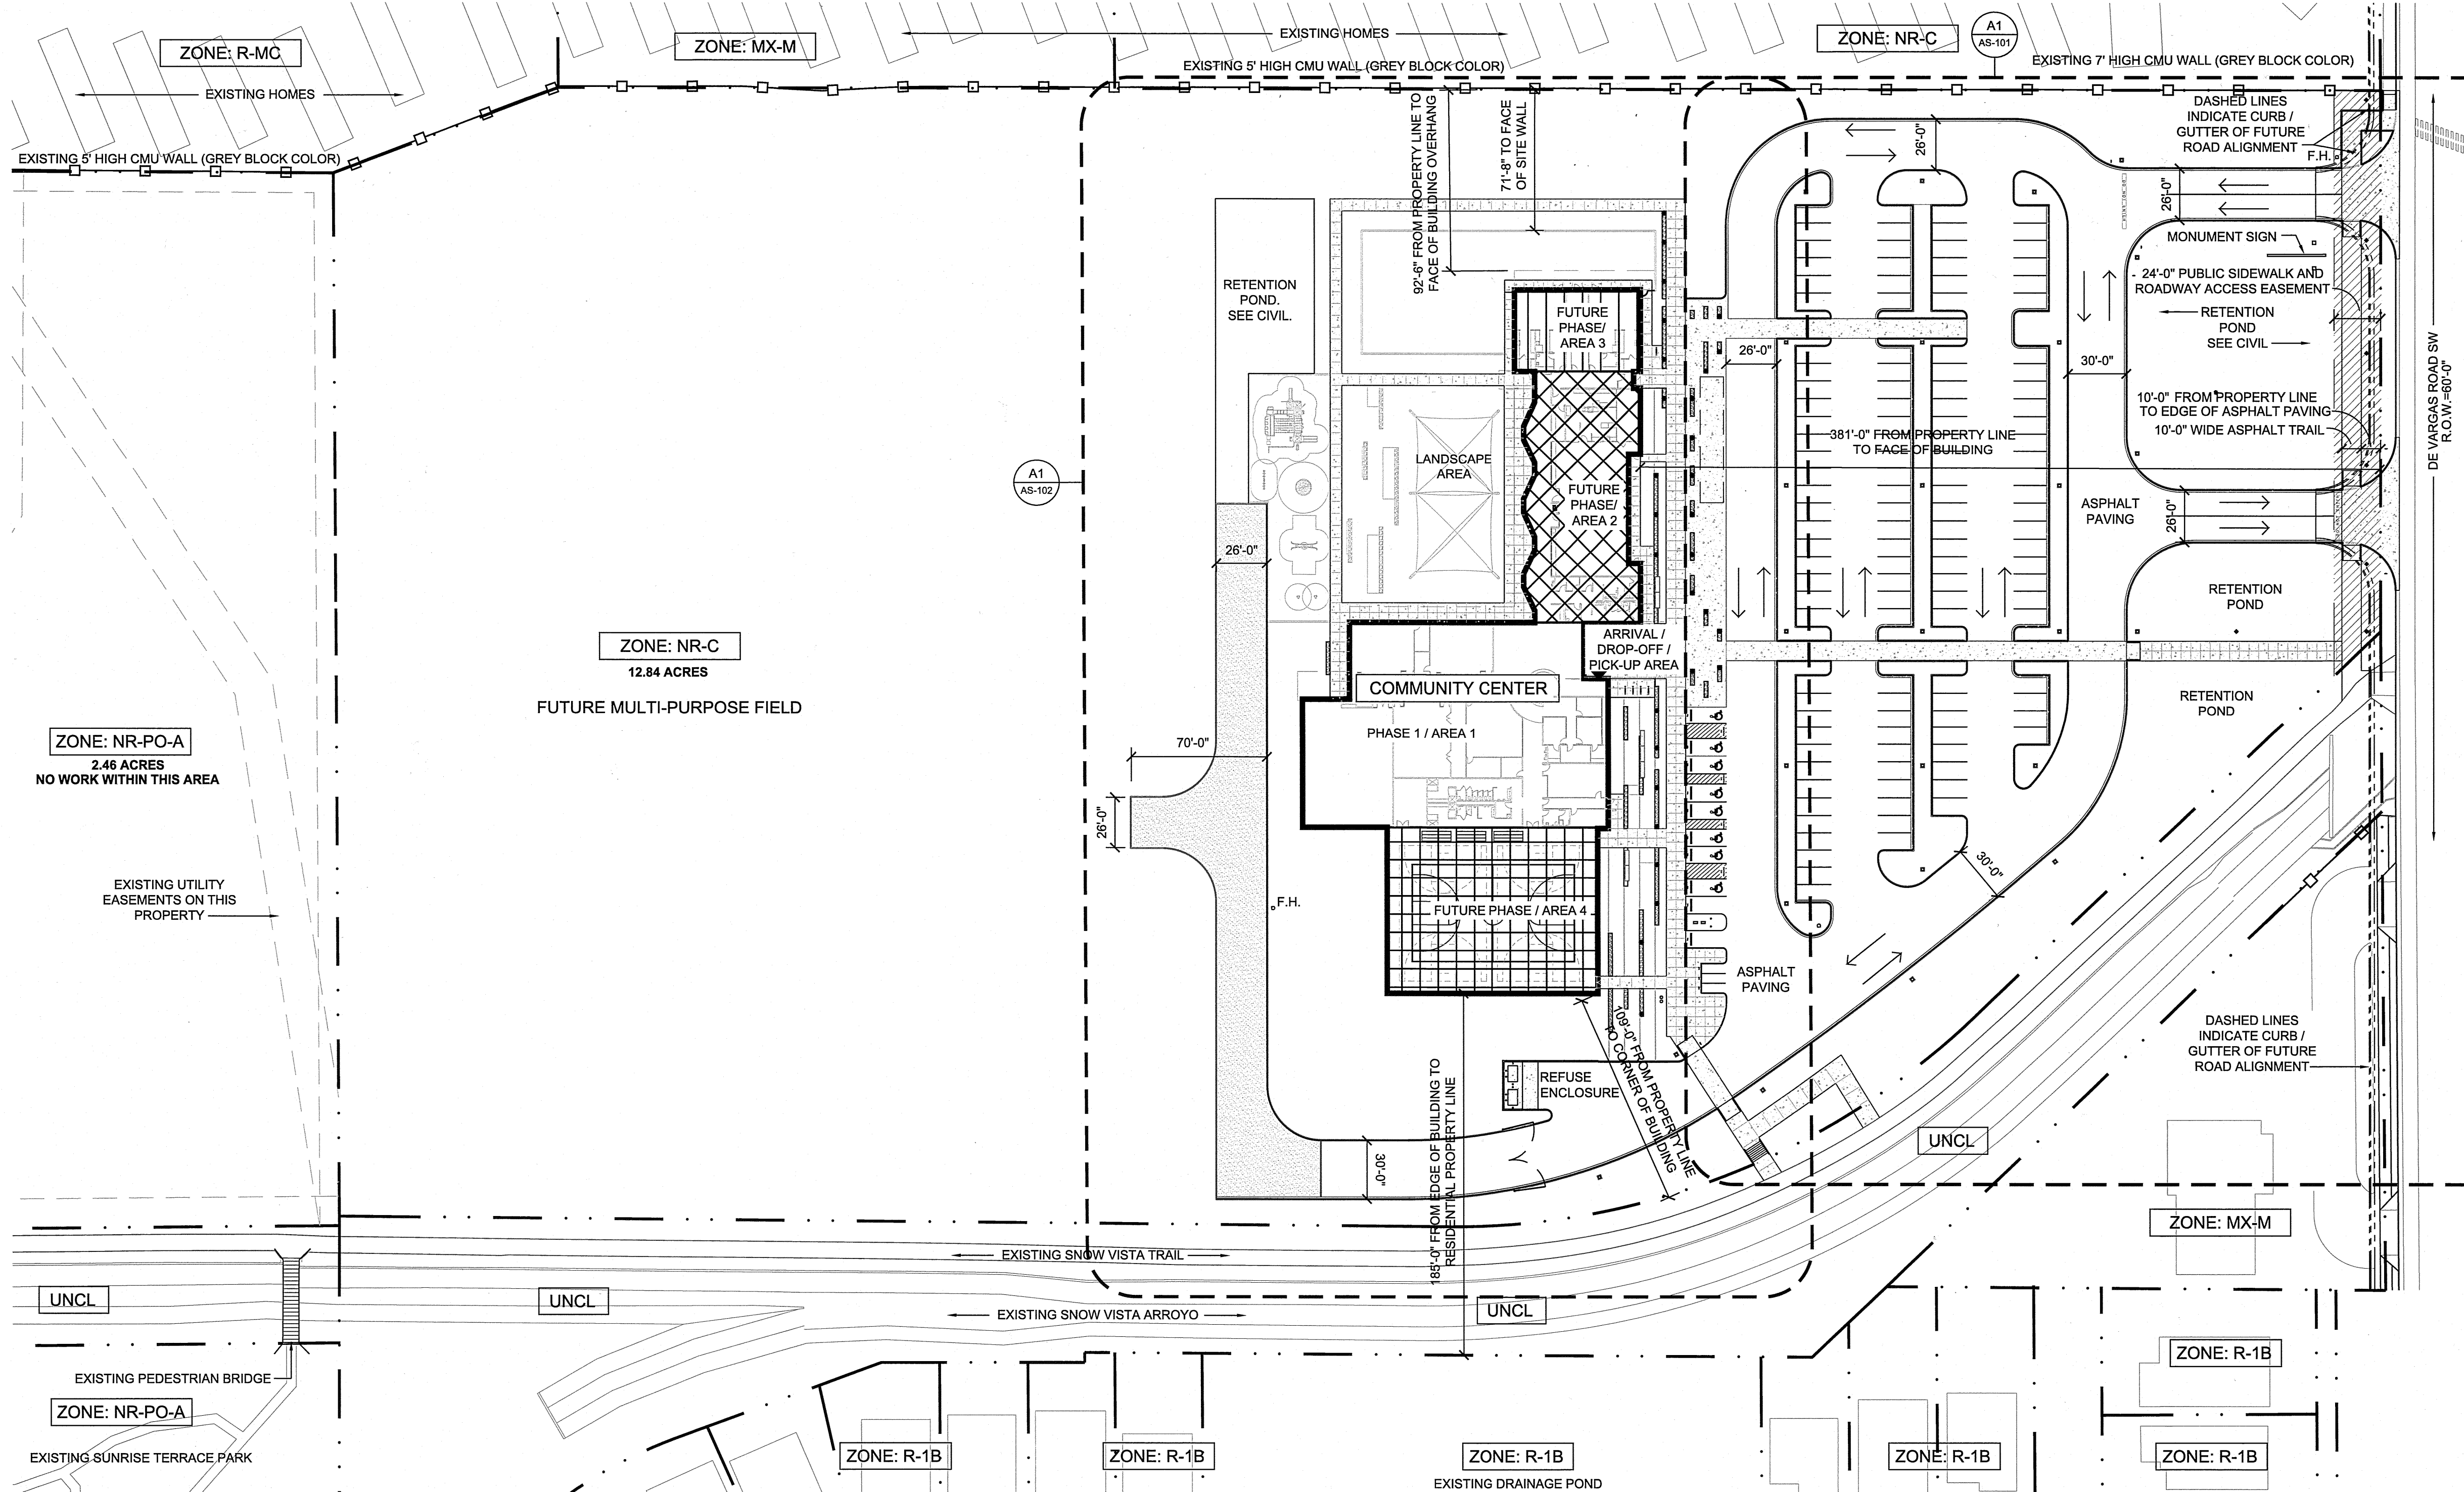 ZONE: R-MC
EXISTING HOMES
EXISTING 5' HIGH CMU WALL (GREY BLOCK COLOR)
ZONE: MX-M
EXISTING HOMES
EXISTING 5' HIGH CMU WALL (GREY BLOCK COLOR)
ZONE: NR-C
A1
AS-101
EXISTING 7' HIGH CMU WALL (GREY BLOCK COLOR)
DASHED LINES
INDICATE CURB /
GUTTER OF FUTURE
ROAD ALIGNMENT
F.H.
92'-6" FROM PROPERTY LINE TO
FACE OF BUILDING OVERHANG
71'-8" TO FACE
OF SITE WALL
26'-0"
26'-0"
MONUMENT SIGN
24'-0" PUBLIC SIDEWALK AND
ROADWAY ACCESS EASEMENT
RETENTION
POND
SEE CIVIL
RETENTION
POND.
SEE CIVIL.
FUTURE
PHASE/
AREA 3
26'-0"
30'-0"
10'-0" FROM PROPERTY LINE
TO EDGE OF ASPHALT PAVING
10'-0" WIDE ASPHALT TRAIL
DE VARGAS ROAD SW
R.O.W.=60'-0"
381'-0" FROM PROPERTY LINE
TO FACE OF BUILDING
LANDSCAPE
AREA
A1
AS-102
FUTURE
PHASE/
AREA 2
ASPHALT
PAVING
26'-0"
26'-0"
RETENTION
POND
ZONE: NR-C
12.84 ACRES
FUTURE MULTI-PURPOSE FIELD
ARRIVAL /
DROP-OFF /
PICK-UP AREA
COMMUNITY CENTER
PHASE 1 / AREA 1
RETENTION
POND
ZONE: NR-PO-A
2.46 ACRES
NO WORK WITHIN THIS AREA
70'-0"
26'-0"
30'-0"
EXISTING UTILITY
EASEMENTS ON THIS
PROPERTY
F.H.
FUTURE PHASE / AREA 4
ASPHALT
PAVING
DASHED LINES
INDICATE CURB /
GUTTER OF FUTURE
ROAD ALIGNMENT
109'-0" FROM PROPERTY LINE
TO CORNER OF BUILDING
REFUSE
ENCLOSURE
185'-0" FROM EDGE OF BUILDING TO
RESIDENTIAL PROPERTY LINE
30'-0"
UNCL
ZONE: MX-M
EXISTING SNOW VISTA TRAIL
UNCL
UNCL
EXISTING SNOW VISTA ARROYO
UNCL
ZONE: R-1B
EXISTING PEDESTRIAN BRIDGE
ZONE: NR-PO-A
EXISTING SUNRISE TERRACE PARK
ZONE: R-1B
ZONE: R-1B
ZONE: R-1B
EXISTING DRAINAGE POND
ZONE: R-1B
ZONE: R-1B